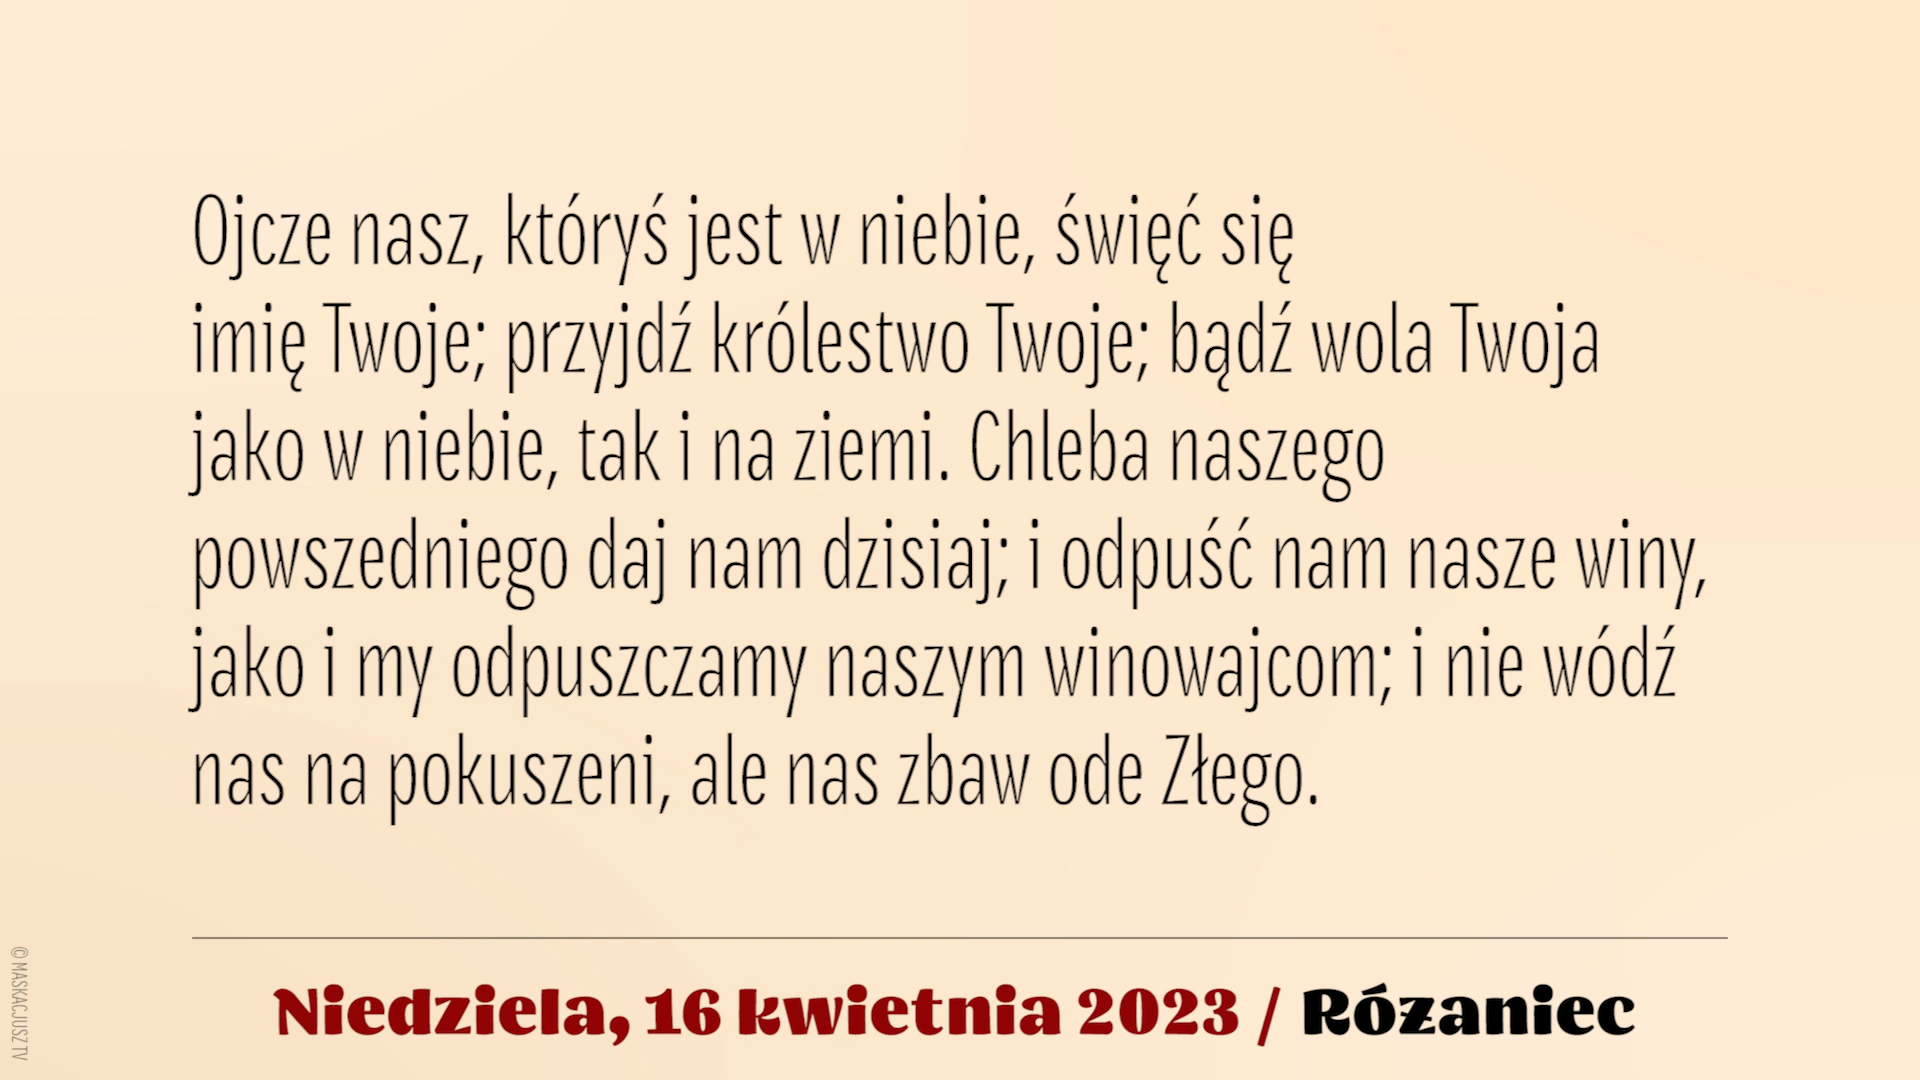 Ojcze nasz, któryś jest w niebie, święć się
imię Twoje; przyjdź królestwo Twoje; bądź wola Twoja
jako w niebie, tak i na ziemi. Chleba naszego
powszedniego daj nam dzisiaj; i odpuść nam nasze winy,
jako i my odpuszczamy naszym winowajcom; i nie wódź
nas na pokuszeni, ale nas zbaw ode Złego.
Niedziela, 16 kwietnia 2023 / Różaniec
© MASKACJUSZ TV